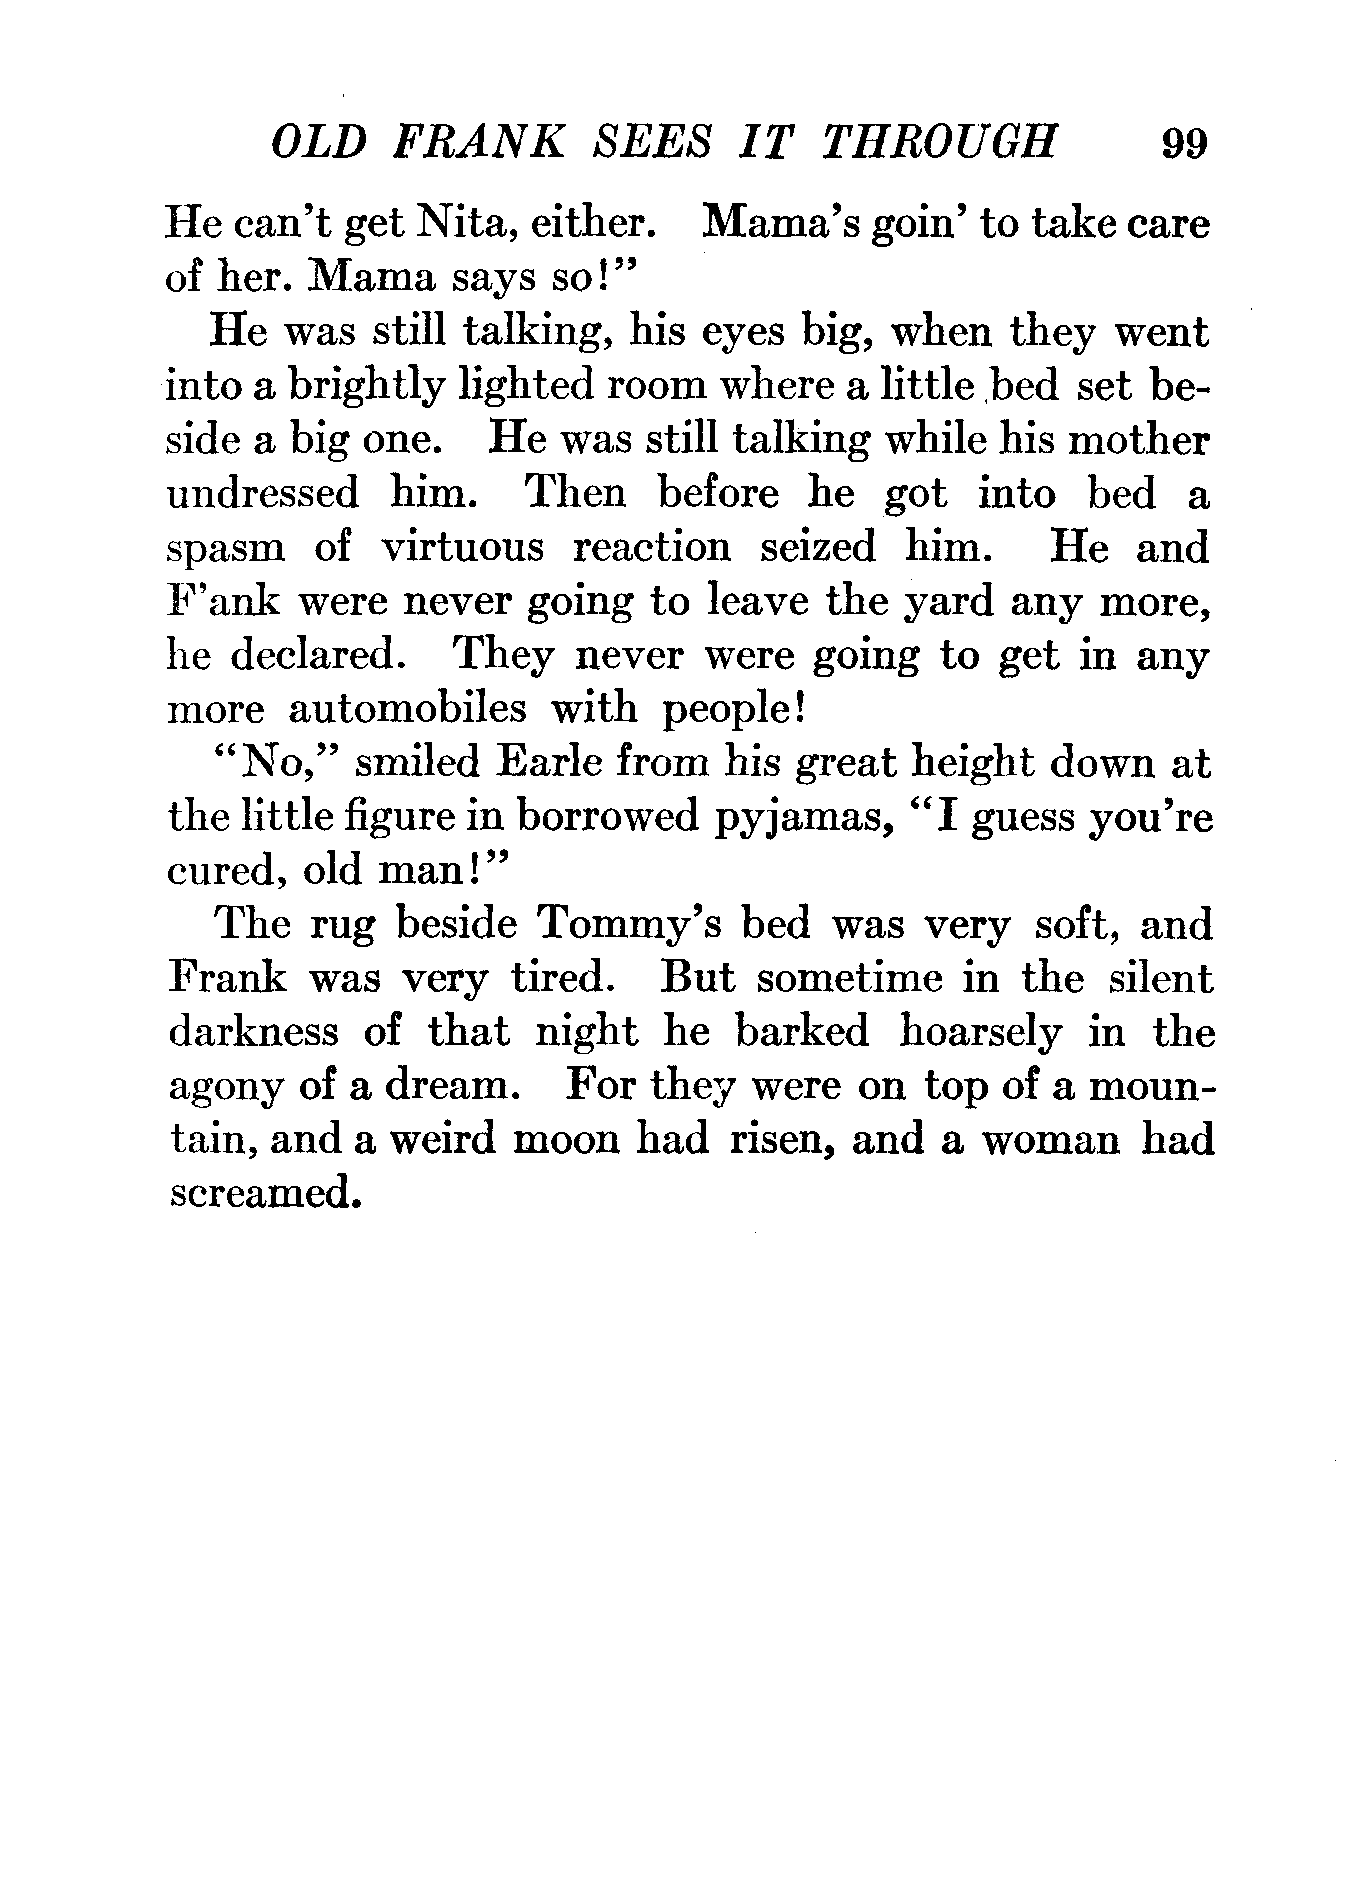 OLD FRANK SEES IT THROUGH 99
He can't get Nita, either. Mama's goin' to take care
of her. Mama says so!"
He was still talking, his eyes big, when they went
into a brightly lighted room where a little bed set be-
side a big one. He was still talking while his mother
undressed him. Then before he got into bed a
spasm of virtuous reaction seized him. He and
F'ank were never going to leave the yard any more,
he declared. They never were going to get in any
more automobiles with people!
"No," smiled Earle from his great height down at
the little figure in borrowed pyjamas, "I guess you're
cured, old man!"
The rug beside Tommy's bed was very soft, and
Frank was very tired. But sometime in the silent
darkness of that night he barked hoarsely in the
agony of a dream. For they were on top of a moun-
tain, and a weird moon had risen, and a woman had
screamed.